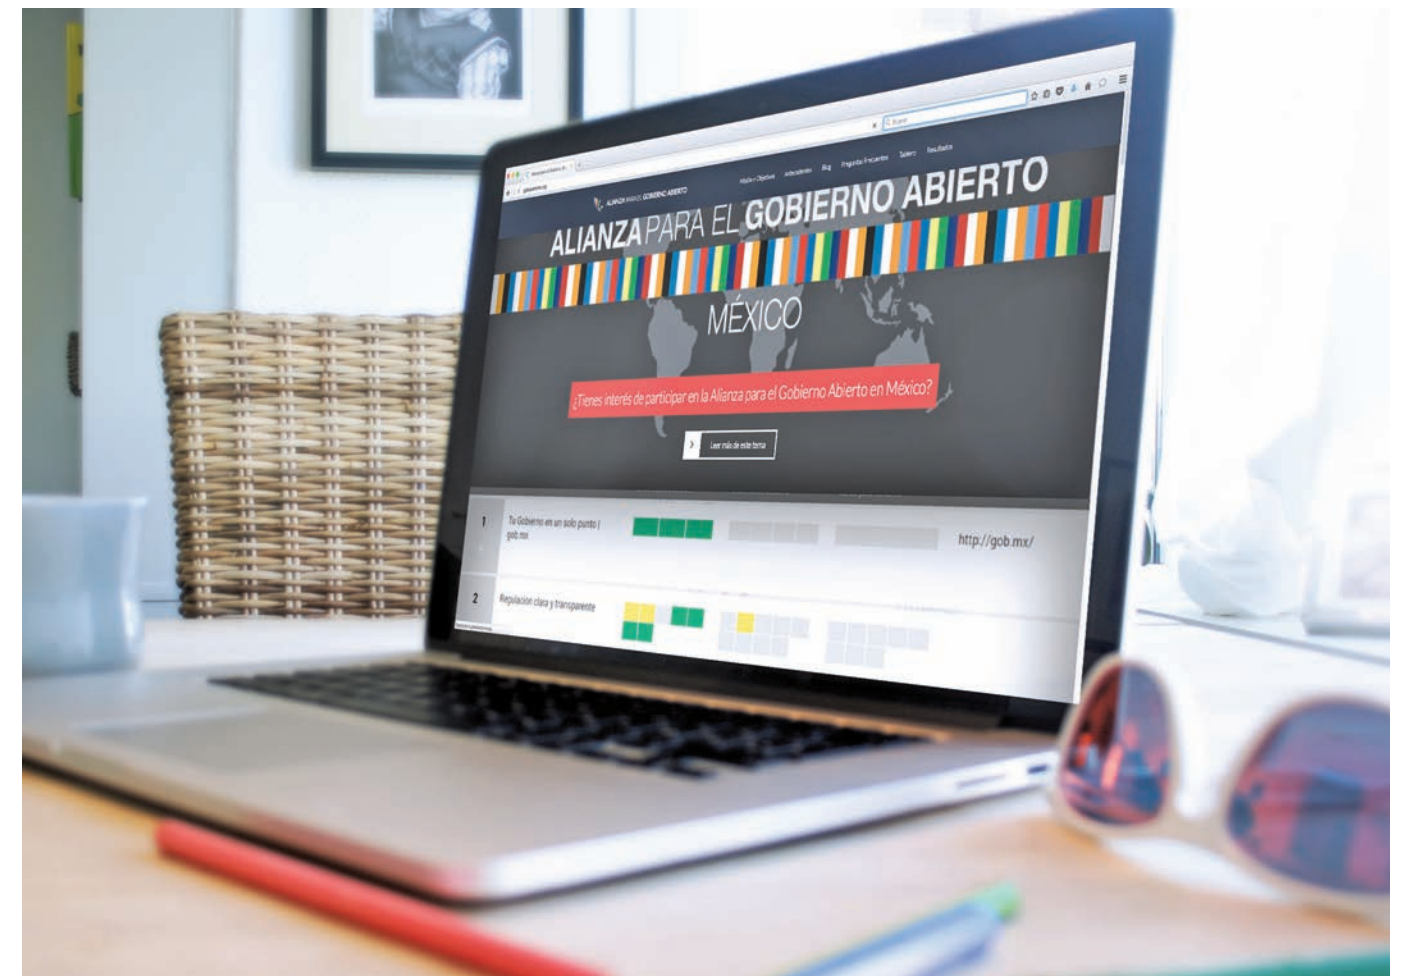 Buscar
ALIANZA PARA EL GOBIERNO ABIERTO
Antecedentes Blog Preguntas Frecuentes Tablero Resultados
ALIANZA PARA EL GOBIERNO ABIERTO
MÉXICO
¿Tienes interés de participar en la Alianza para el Gobierno Abierto en México?
Leer más de este tema
1 Tu Gobierno en un solo punto | http://gob.mx/
gob.mx
2 Regulación clara y transparente